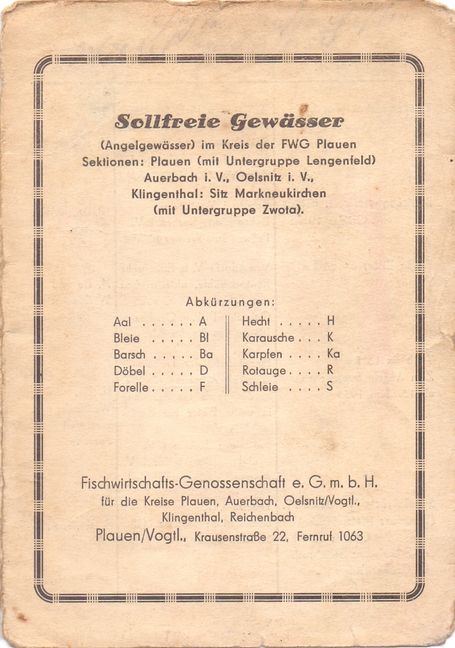 Sollfreie Gewässer
(Angelgewässer) im Kreis der FWG Plauen
Sektionen: Plauen (mit Untergruppe Lengenfeld)
Auerbach i. V., Oelsnitz i. V.,
Klingenthal: Sitz Markneukirchen
(mit Untergruppe Zwota).
Abkürzungen:
Aal . . . . . . A
Bleie . . . . . Bl
Barsch . . . . Ba
Döbel . . . . . D
Forelle . . . . F
Hecht . . . . . H
Karausche . . . K
Karpfen . . . . Ka
Rotauge . . . . R
Schleie . . . . S
Fischwirtschafts-Genossenschaft e. G. m. b. H.
für die Kreise Plauen, Auerbach, Oelsnitz/Vogtl.,
Klingenthal, Reichenbach
Plauen/Vogtl., Krausenstraße 22, Fernruf 1063